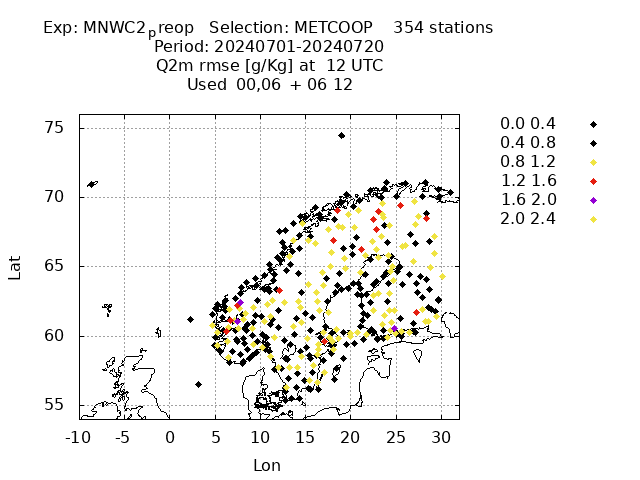 Exp: MNWC2preop Selection: METCOOP 354 stations
Period: 20240701-20240720
Q2m rmse [g/Kg] at 12 UTC
Used 00,06 + 06 12
0.0 0.4
0.4 0.8
0.8 1.2
1.2 1.6
1.6 2.0
2.0 2.4
75
70
65
60
55
Lat
-10 -5 0 5 10 15 20 25 30
Lon